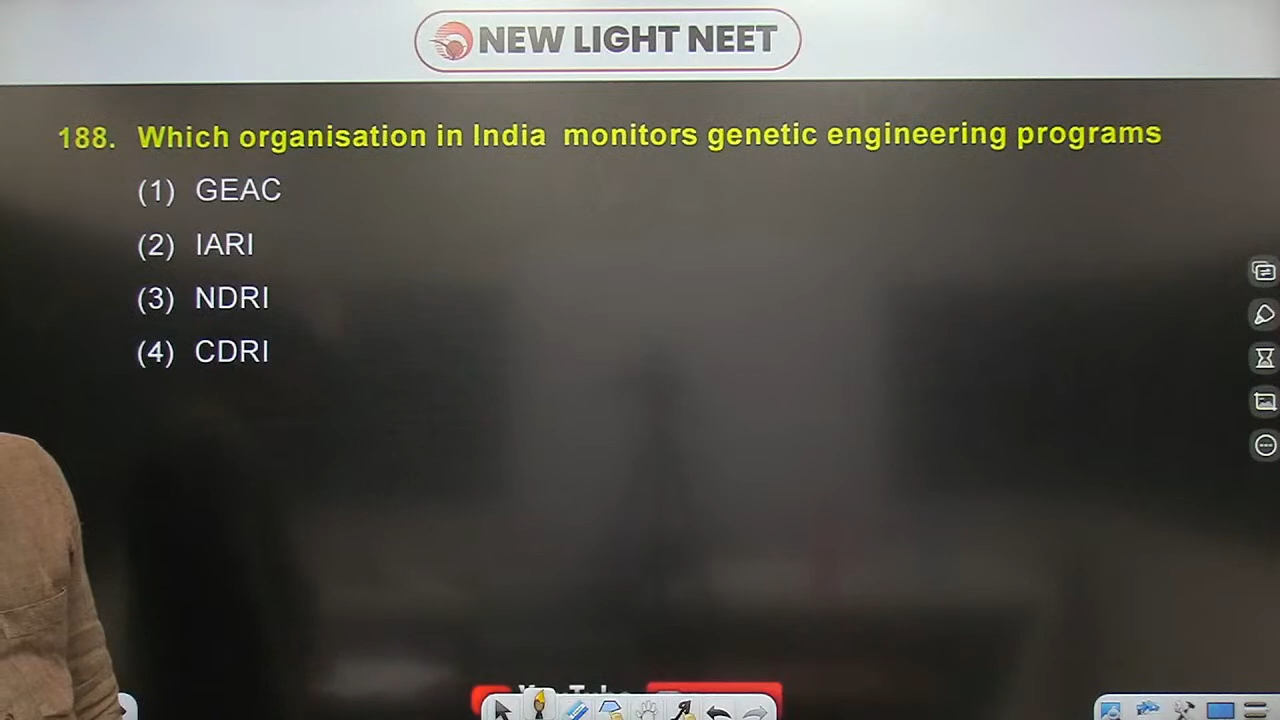 NEW LIGHT NEET
188. Which organisation in India monitors genetic engineering programs
(1) GEAC
(2) IARI
(3) NDRI
(4) CDRI
YouTube